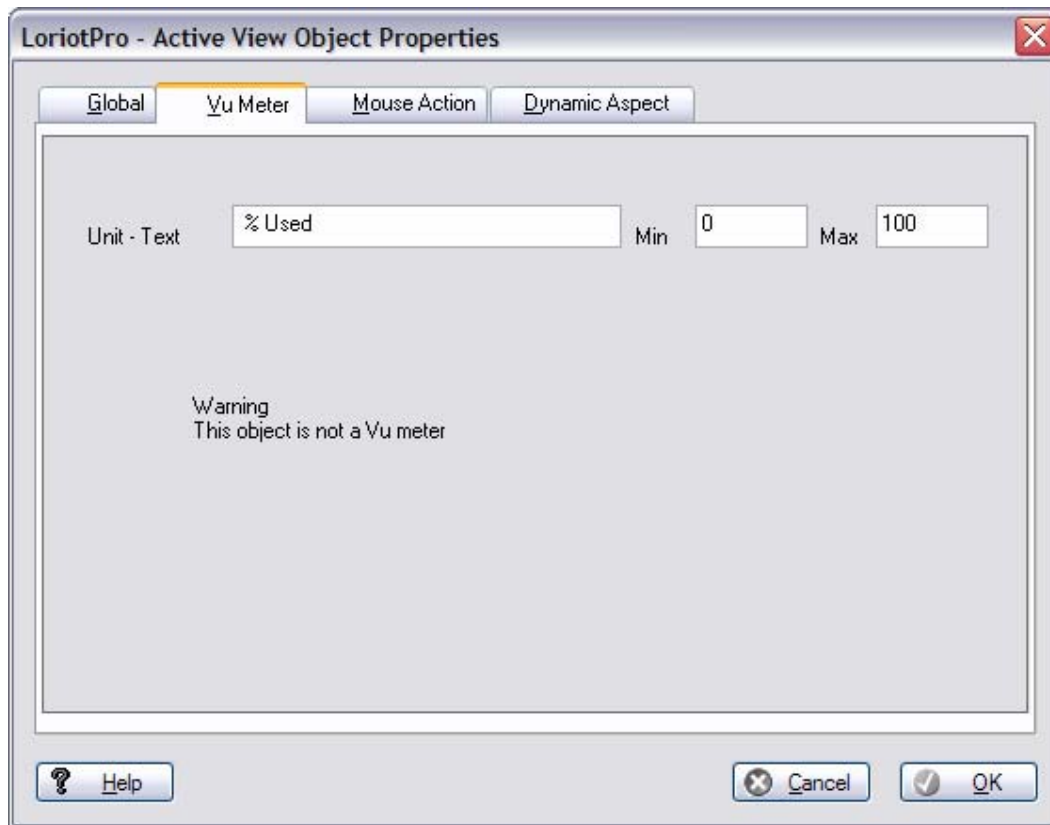 LoriotPro - Active View Object Properties
Global Vu Meter Mouse Action Dynamic Aspect
Unit - Text % Used Min 0 Max 100
Warning
This object is not a Vu meter
? Help Cancel OK